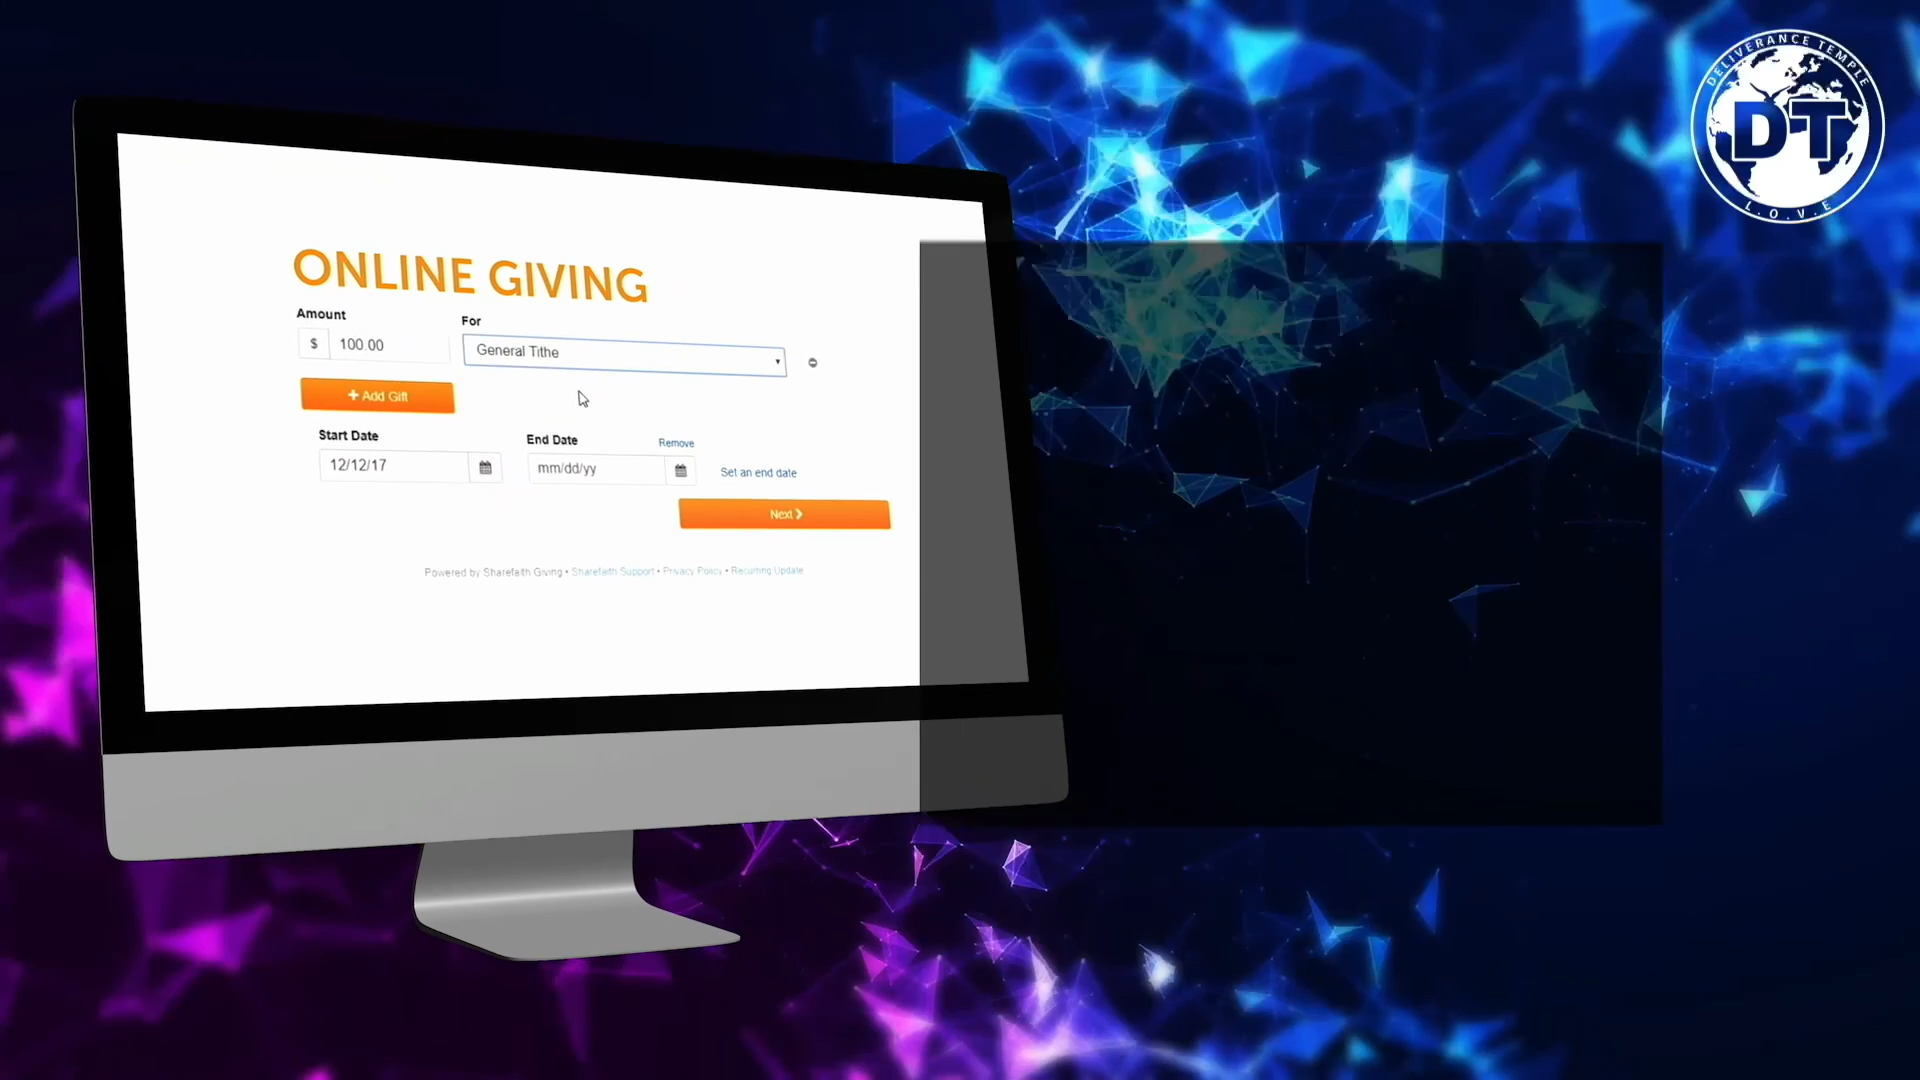 DELIVERANCE TEMPLE
DT
L.O.V.E
ONLINE GIVING
Amount
For
$ 100.00
General Tithe
+ Add Gift
Start Date
End Date
Remove
12/12/17
mm/dd/yy
Set an end date
Next
Powered by Sharefaith Giving • Sharefaith Support • Privacy Policy • Recurring Update